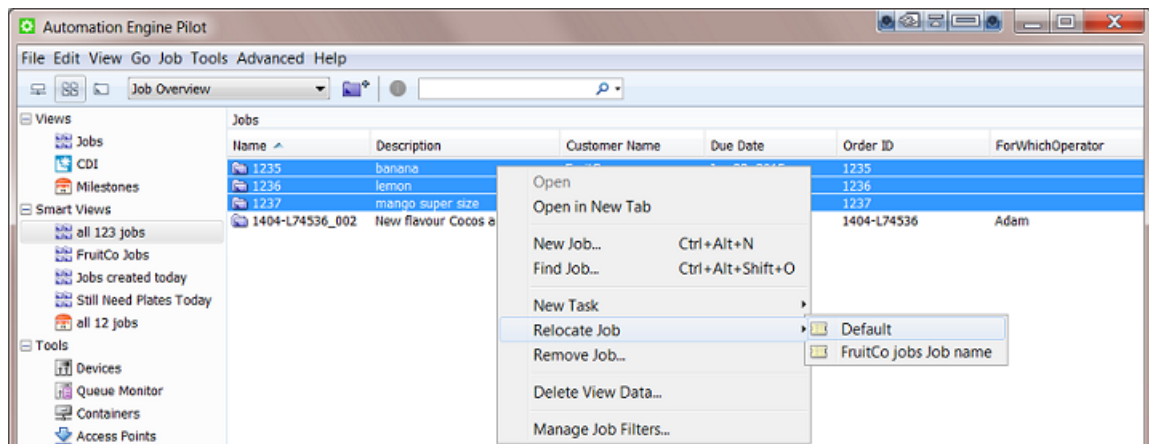 Automation Engine Pilot
File Edit View Go Job Tools Advanced Help
Job Overview
Views
Jobs
CDI
Milestones
Smart Views
all 123 jobs
FruitCo Jobs
Jobs created today
Still Need Plates Today
all 12 jobs
Tools
Devices
Queue Monitor
Containers
Access Points
Jobs
Name Description Customer Name Due Date Order ID ForWhichOperator
1235 banana 1235
1236 lemon 1236
1237 mango super size 1237
1404-L74536_002 New flavour Cocos a 1404-L74536 Adam
Open
Open in New Tab
New Job... Ctrl+Alt+N
Find Job... Ctrl+Alt+Shift+O
New Task
Relocate Job
Remove Job...
Delete View Data...
Manage Job Filters...
Default
FruitCo jobs Job name